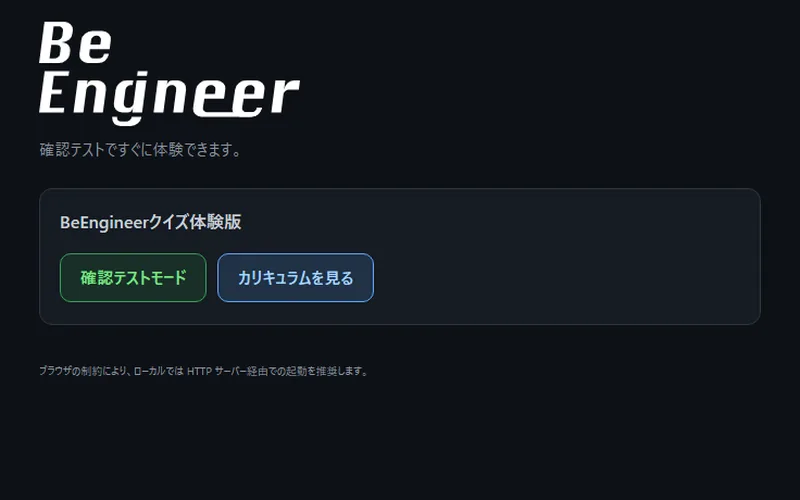 Be
Engneer
確認テストですぐに体験できます。
BeEngineerクイズ体験版
確認テストモード
カリキュラムを見る
ブラウザの制約により、ローカルでは HTTP サーバー経由での起動を推奨します。